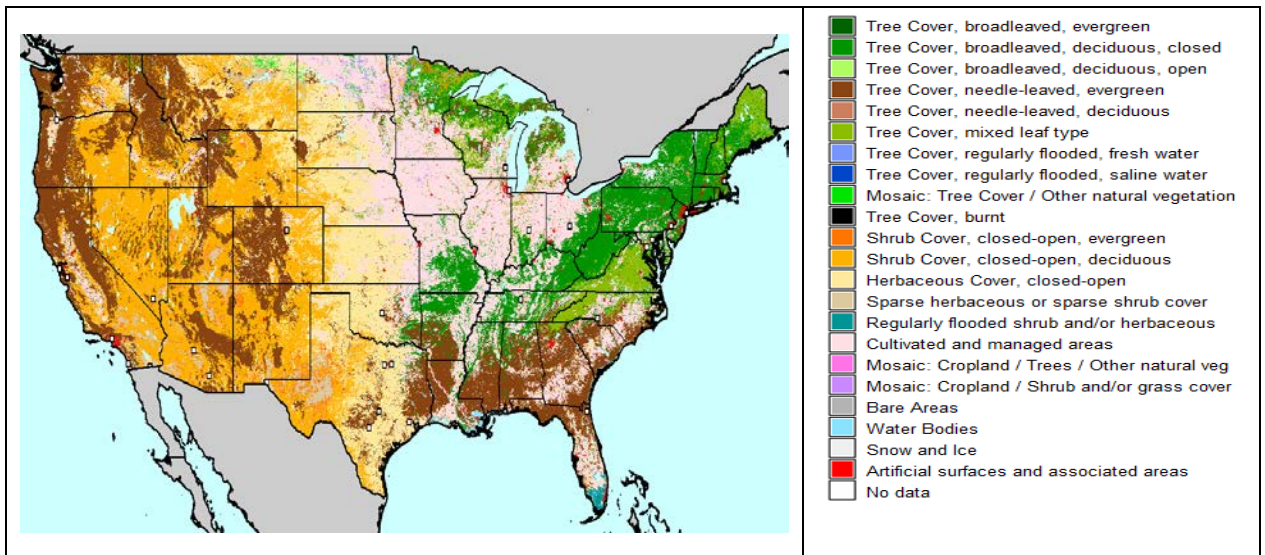 Tree Cover, broadleaved, evergreen
Tree Cover, broadleaved, deciduous, closed
Tree Cover, broadleaved, deciduous, open
Tree Cover, needle-leaved, evergreen
Tree Cover, needle-leaved, deciduous
Tree Cover, mixed leaf type
Tree Cover, regularly flooded, fresh water
Tree Cover, regularly flooded, saline water
Mosaic: Tree Cover / Other natural vegetation
Tree Cover, burnt
Shrub Cover, closed-open, evergreen
Shrub Cover, closed-open, deciduous
Herbaceous Cover, closed-open
Sparse herbaceous or sparse shrub cover
Regularly flooded shrub and/or herbaceous
Cultivated and managed areas
Mosaic: Cropland / Trees / Other natural veg
Mosaic: Cropland / Shrub and/or grass cover
Bare Areas
Water Bodies
Snow and Ice
Artificial surfaces and associated areas
No data